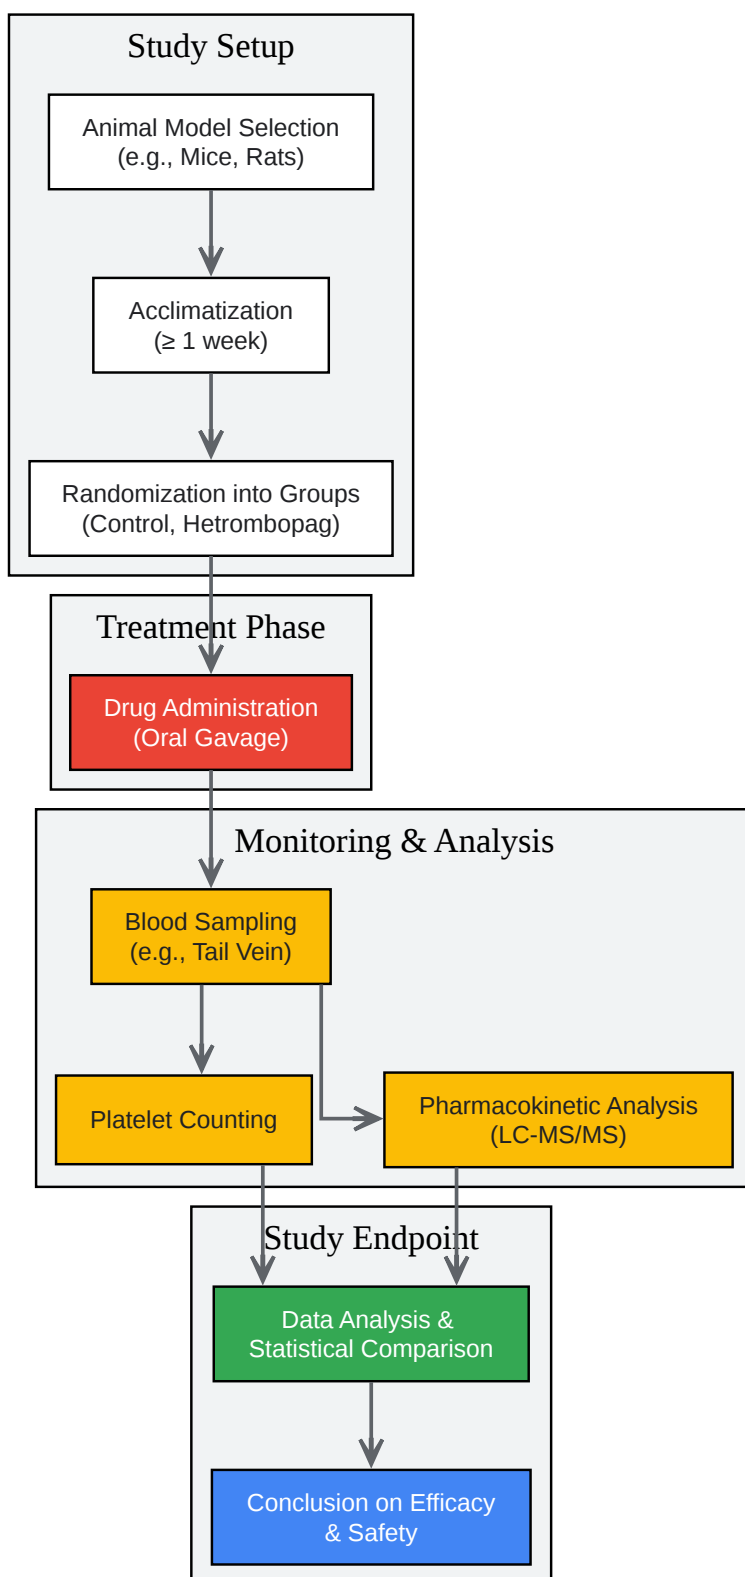 Study Setup
Animal Model Selection
(e.g., Mice, Rats)
Acclimatization
(≥ 1 week)
Randomization into Groups
(Control, Hetrombopag)
Treatment Phase
Drug Administration
(Oral Gavage)
Monitoring & Analysis
Blood Sampling
(e.g., Tail Vein)
Platelet Counting
Pharmacokinetic Analysis
(LC-MS/MS)
Study Endpoint
Data Analysis &
Statistical Comparison
Conclusion on Efficacy
& Safety